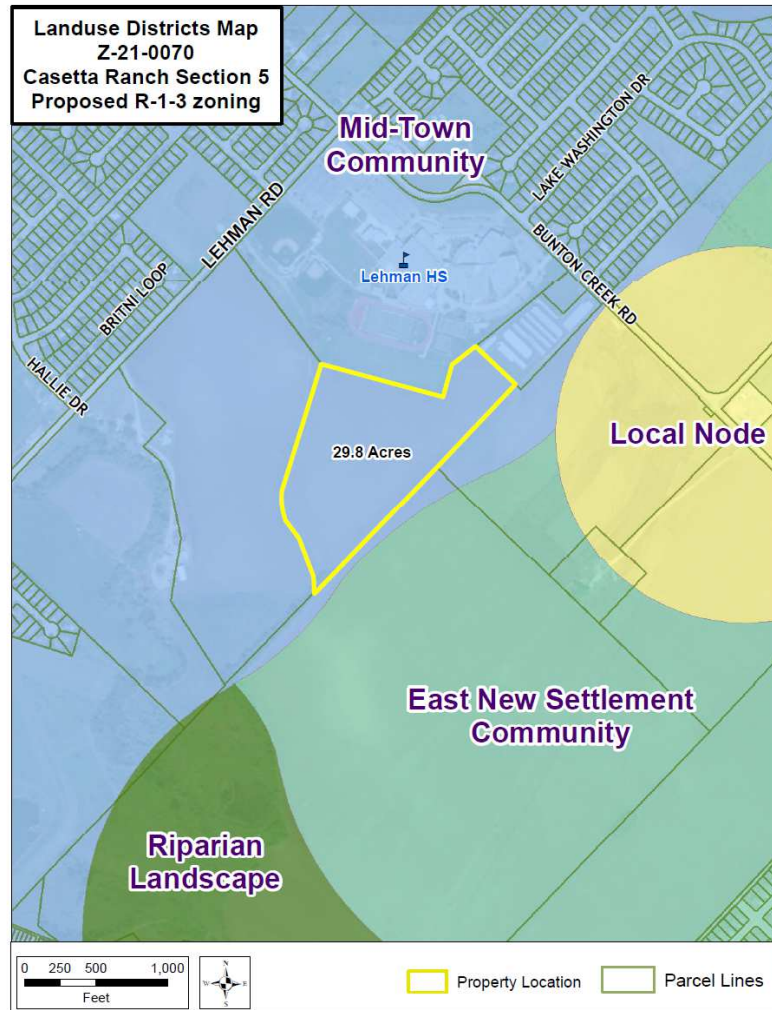 Landuse Districts Map
Z-21-0070
Casetta Ranch Section 5
Proposed R-1-3 zoning
Mid-Town
Community
LAKE WASHINGTON DR
LEHMAN RD
BUNTON CREEK RD
BRITNI LOOP
Lehman HS
HALLIE DR
Local Node
29.8 Acres
East New Settlement
Community
Riparian
Landscape
0 250 500 1,000
Feet
N
W E
S
Property Location
Parcel Lines